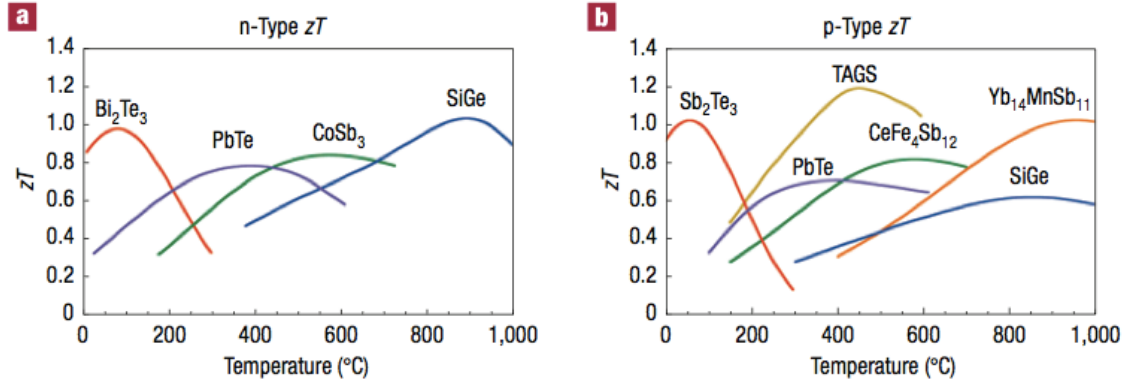 a
n-Type zT
zT
1.4
1.2
1.0
0.8
0.6
0.4
0.2
0
Bi₂Te₃
PbTe
CoSb₃
SiGe
0
200
400
600
800
1,000
Temperature (°C)
b
p-Type zT
zT
1.4
1.2
1.0
0.8
0.6
0.4
0.2
0
Sb₂Te₃
TAGS
PbTe
CeFe₄Sb₁₂
Yb₁₄MnSb₁₁
SiGe
0
200
400
600
800
1,000
Temperature (°C)